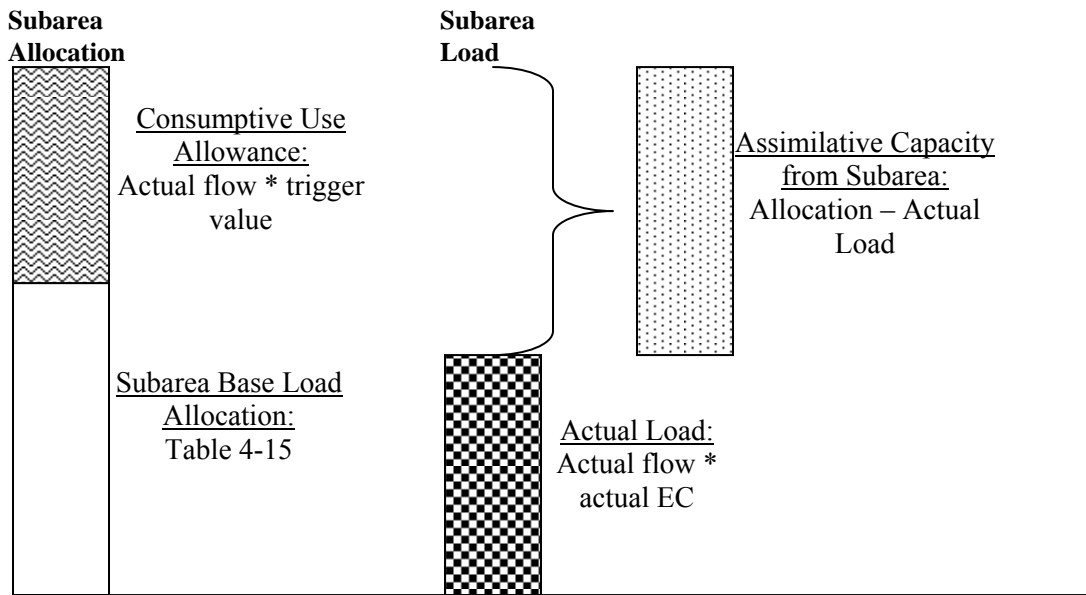 Subarea
Allocation
Subarea
Load
Consumptive Use
Allowance:
Actual flow * trigger
value
Assimilative Capacity
from Subarea:
Allocation – Actual
Load
Subarea Base Load
Allocation:
Table 4-15
Actual Load:
Actual flow *
actual EC